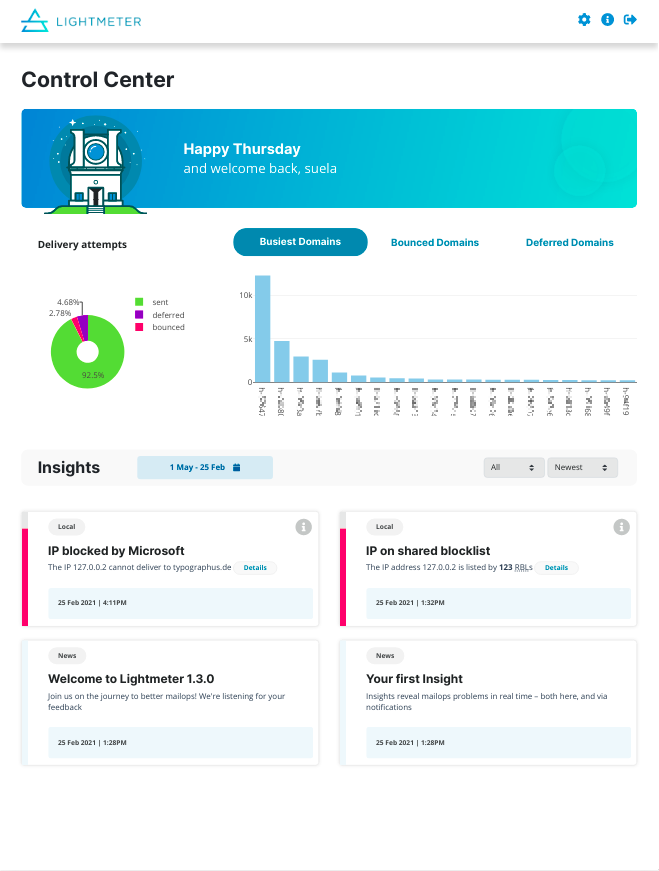 LIGHTMETER
Control Center
Happy Thursday
and welcome back, suela
Delivery attempts
Busiest Domains
Bounced Domains
Deferred Domains
4.68%
2.78%
92.5%
sent
deferred
bounced
10k
5k
0
Insights
1 May - 25 Feb
All
Newest
Local
IP blocked by Microsoft
The IP 127.0.0.2 cannot deliver to typographus.de Details
25 Feb 2021 | 4:11PM
Local
IP on shared blocklist
The IP address 127.0.0.2 is listed by 123 RBLs Details
25 Feb 2021 | 1:32PM
News
Welcome to Lightmeter 1.3.0
Join us on the journey to better mailops! We're listening for your
feedback
25 Feb 2021 | 1:28PM
News
Your first Insight
Insights reveal mailops problems in real time – both here, and via
notifications
25 Feb 2021 | 1:28PM